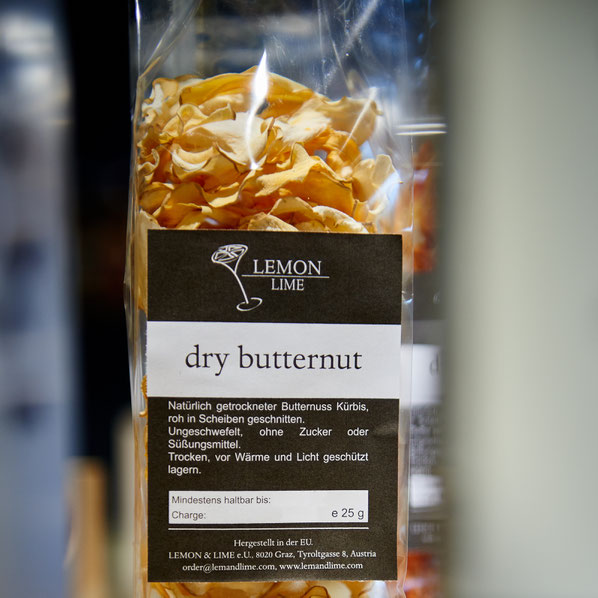 LEMON
LIME
dry butternut
Natürlich getrockneter Butternuss Kürbis,
roh in Scheiben geschnitten.
Ungeschwefelt, ohne Zucker oder
Süßungsmittel.
Trocken, vor Wärme und Licht geschützt
lagern.
Mindestens haltbar bis:
Charge: e 25 g
Hergestellt in der EU.
LEMON & LIME e.U., 8020 Graz, Tyroltgasse 8, Austria
order@lemandlime.com, www.lemandlime.com